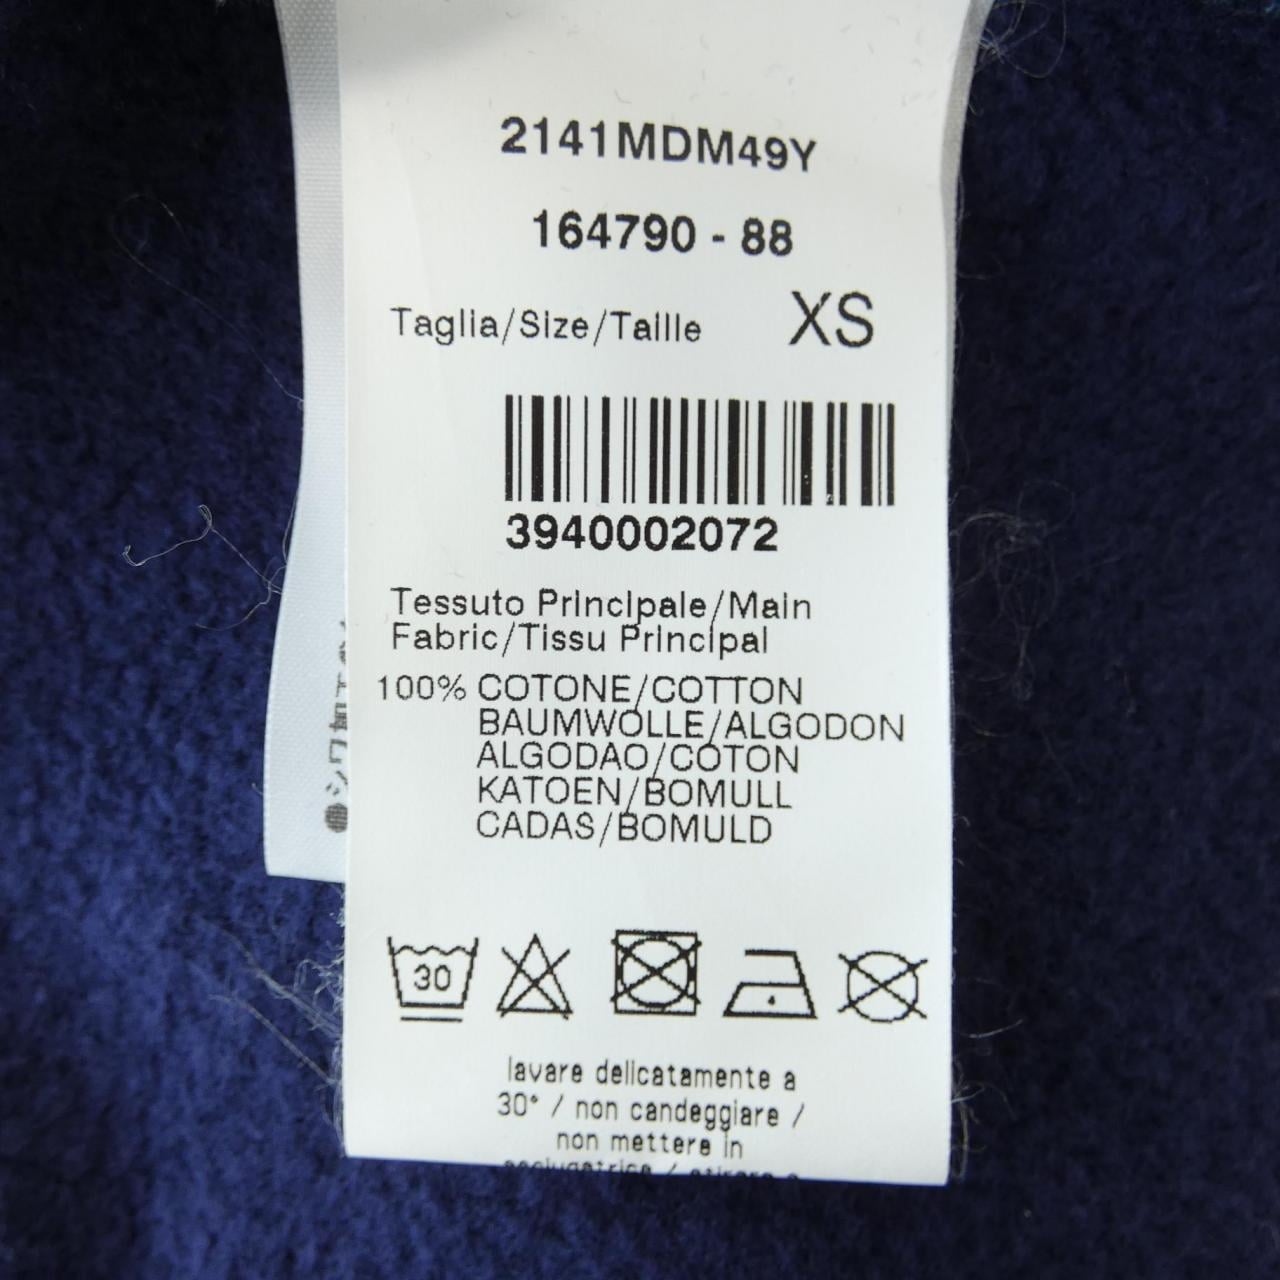 2141MDM49Y
164790 - 88
Taglia/Size/Taille XS
3940002072
Tessuto Principale/Main
Fabric/Tissu Principal
100% COTONE/COTTON
BAUMWOLLE/ALGODON
ALGODAO/COTON
KATOEN/BOMULL
CADAS/BOMULD
30
lavare delicatamente a
30° / non candeggiare /
non mettere in